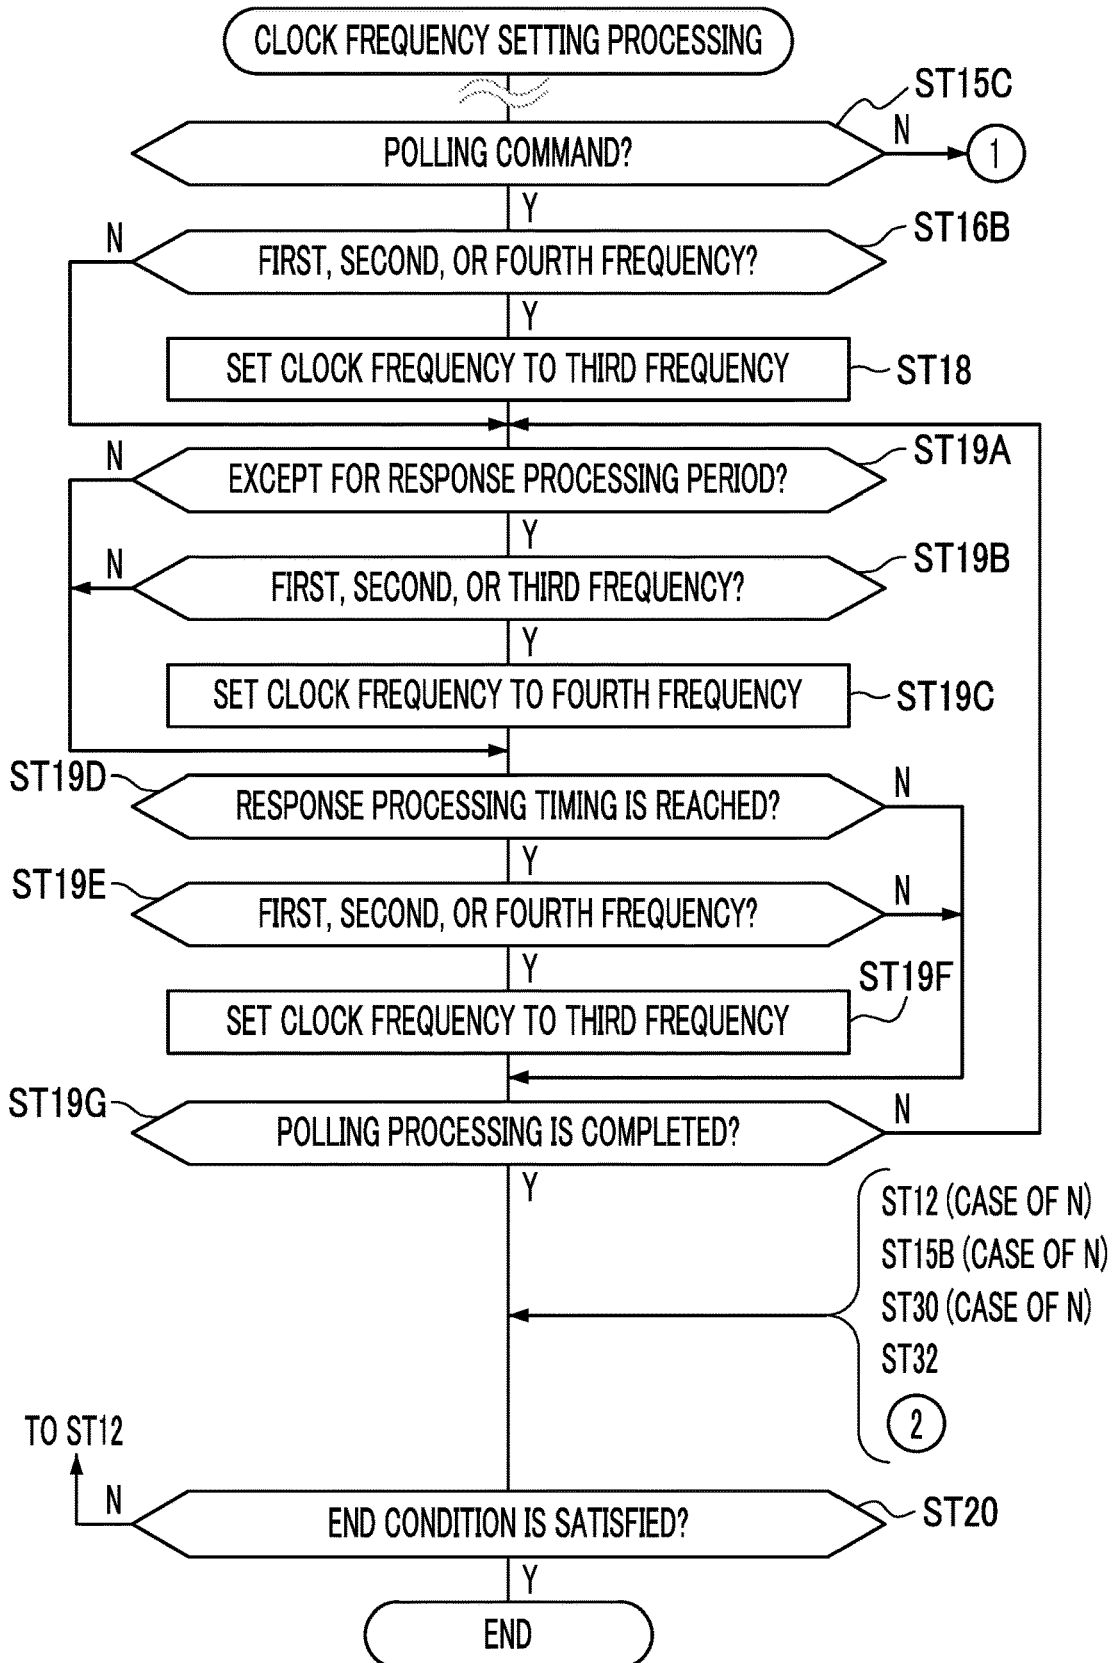 CLOCK FREQUENCY SETTING PROCESSING
ST15C
POLLING COMMAND?
N
1
Y
ST16B
N
FIRST, SECOND, OR FOURTH FREQUENCY?
Y
SET CLOCK FREQUENCY TO THIRD FREQUENCY
ST18
ST19A
N
EXCEPT FOR RESPONSE PROCESSING PERIOD?
Y
ST19B
N
FIRST, SECOND, OR THIRD FREQUENCY?
Y
SET CLOCK FREQUENCY TO FOURTH FREQUENCY
ST19C
ST19D
RESPONSE PROCESSING TIMING IS REACHED?
N
Y
ST19E
FIRST, SECOND, OR FOURTH FREQUENCY?
N
Y
ST19F
SET CLOCK FREQUENCY TO THIRD FREQUENCY
ST19G
POLLING PROCESSING IS COMPLETED?
N
Y
ST12 (CASE OF N)
ST15B (CASE OF N)
ST30 (CASE OF N)
ST32
2
TO ST12
N
END CONDITION IS SATISFIED?
ST20
Y
END